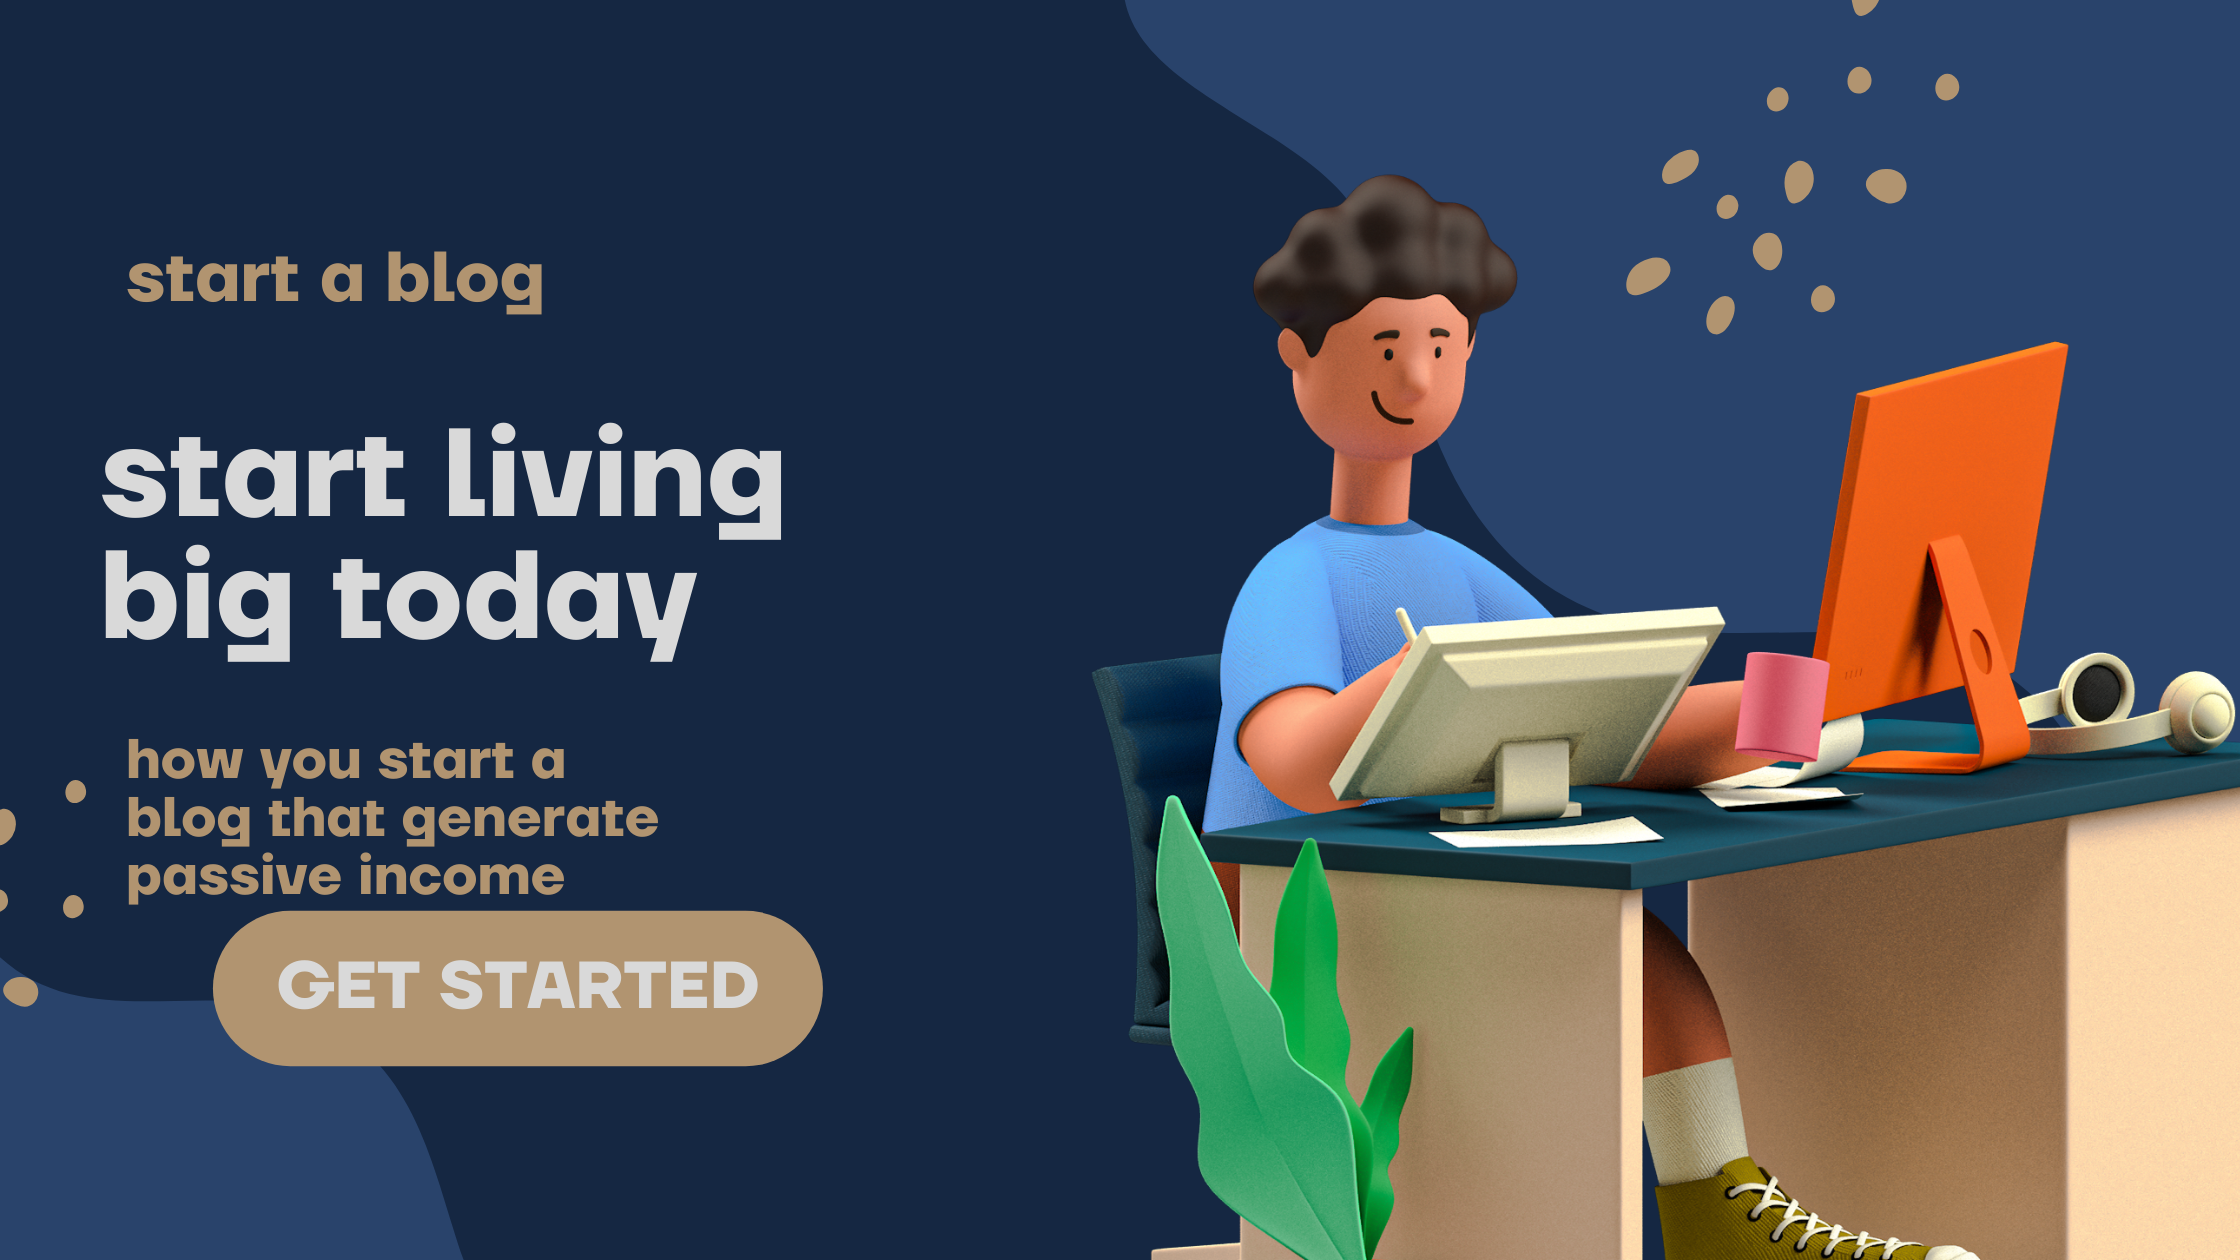 start a blog
start living
big today
how you start a
blog that generate
passive income
GET STARTED